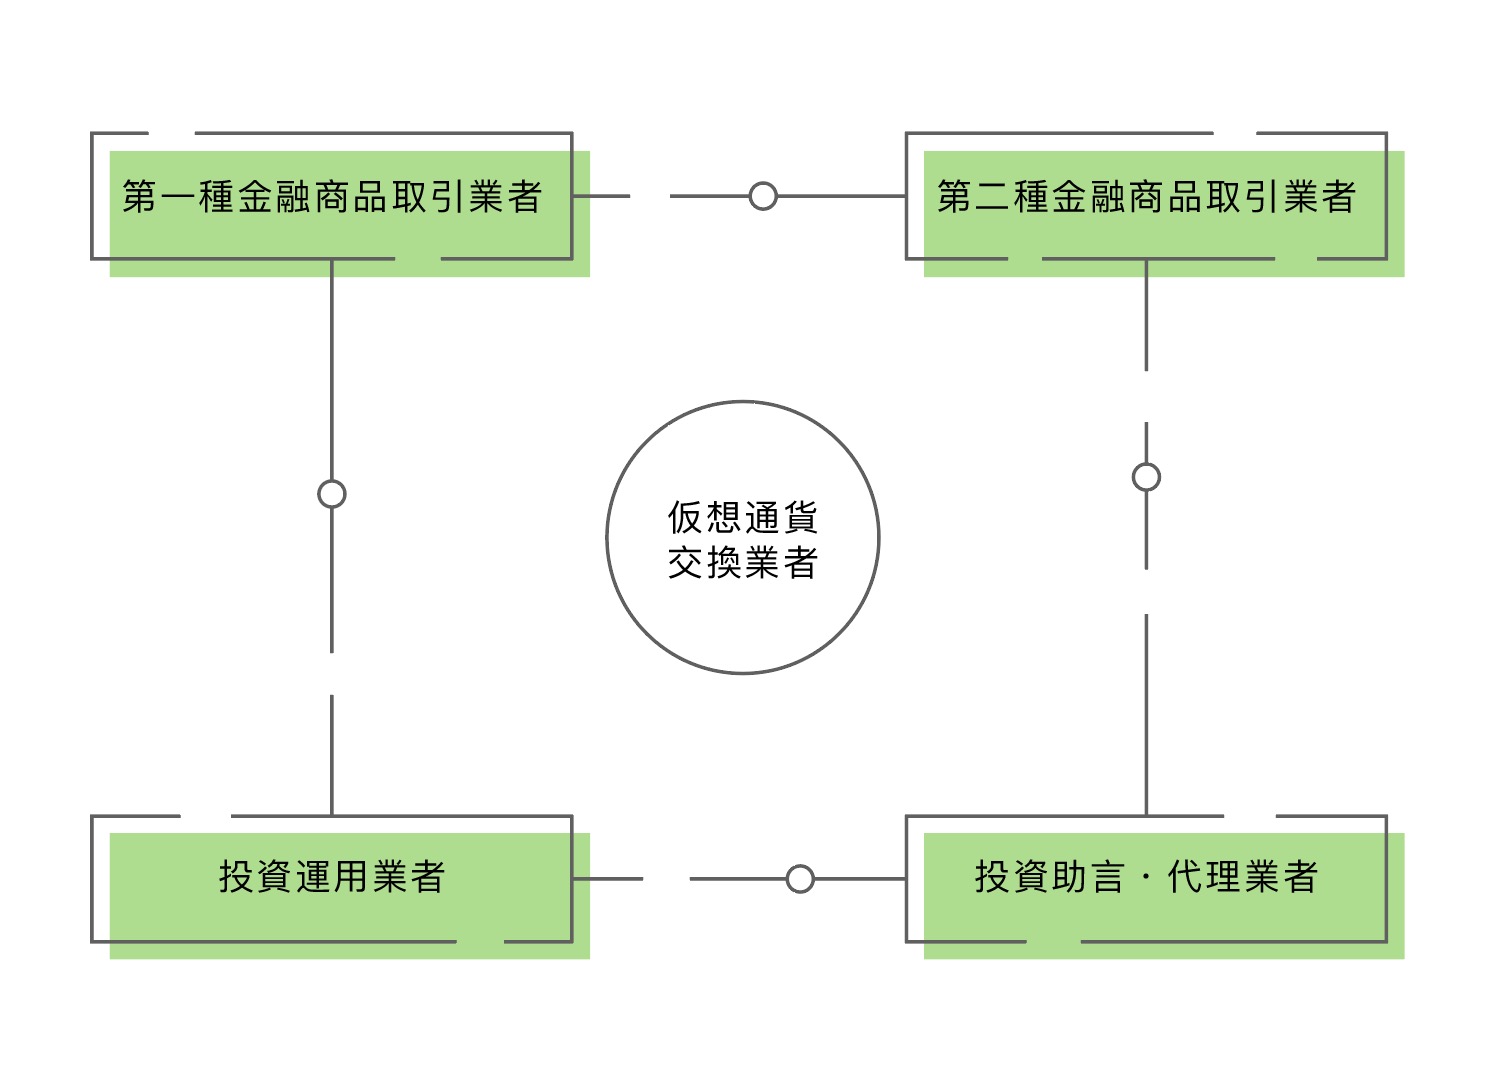 第一種金融商品取引業者
第二種金融商品取引業者
仮想通貨
交換業者
投資運用業者
投資助言・代理業者